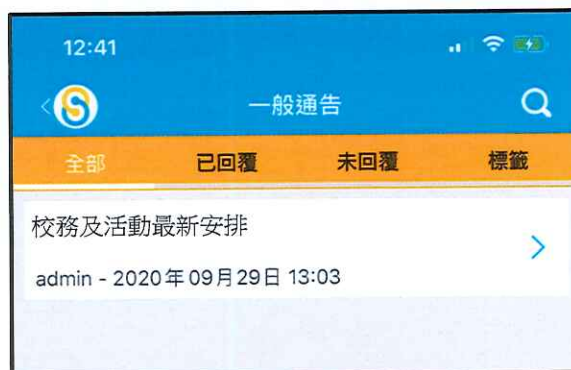 12:41
一般通告
全部 已回覆 未回覆 標籤
校務及活動最新安排
admin - 2020年09月29日 13:03